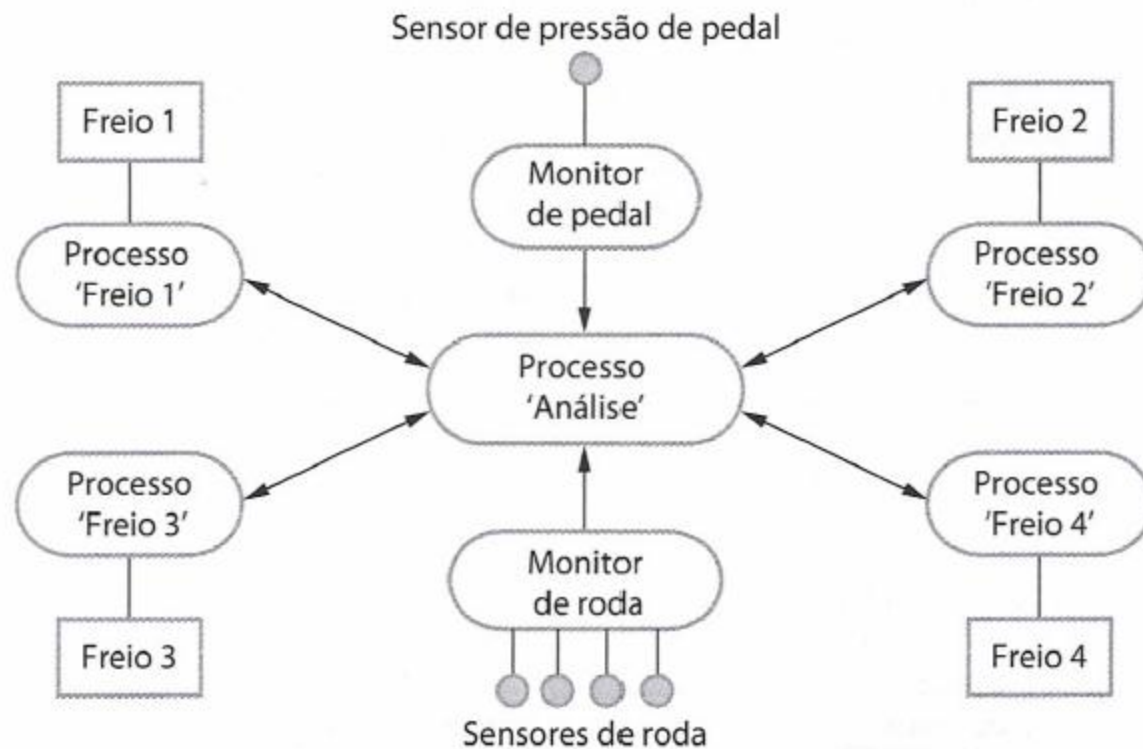 Sensor de pressão de pedal
Freio 1
Freio 2
Monitor
de pedal
Processo
‘Freio 1’
Processo
‘Freio 2’
Processo
‘Análise’
Processo
‘Freio 3’
Processo
‘Freio 4’
Monitor
de roda
Freio 3
Freio 4
Sensores de roda